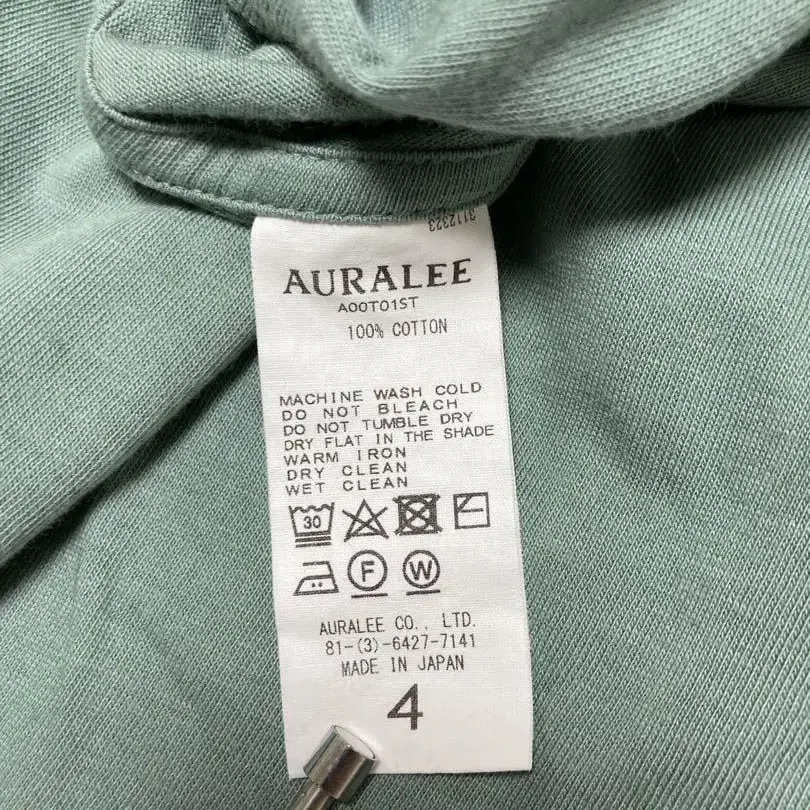 3112323
AURALEE
A00T01ST
100% COTTON
MACHINE WASH COLD
DO NOT BLEACH
DO NOT TUMBLE DRY
DRY FLAT IN THE SHADE
WARM IRON
DRY CLEAN
WET CLEAN
30
F W
AURALEE CO., LTD.
81-(3)-6427-7141
MADE IN JAPAN
4